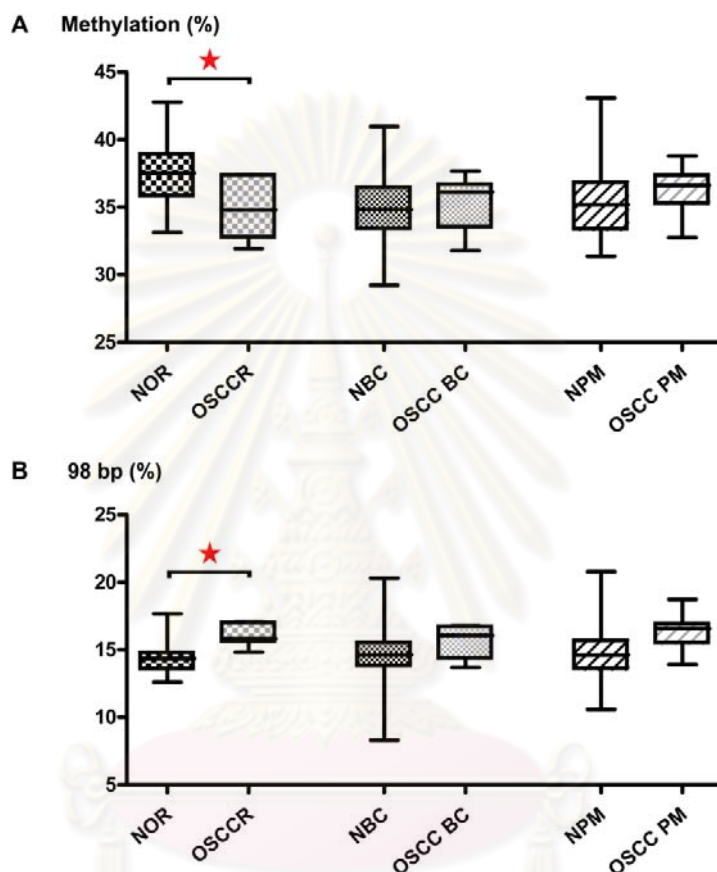 A Methylation (%)
45
40
35
30
25
NOR
OSCCR
NBC
OSCC BC
NPM
OSCC PM
B 98 bp (%)
25
20
15
10
5
NOR
OSCCR
NBC
OSCC BC
NPM
OSCC PM